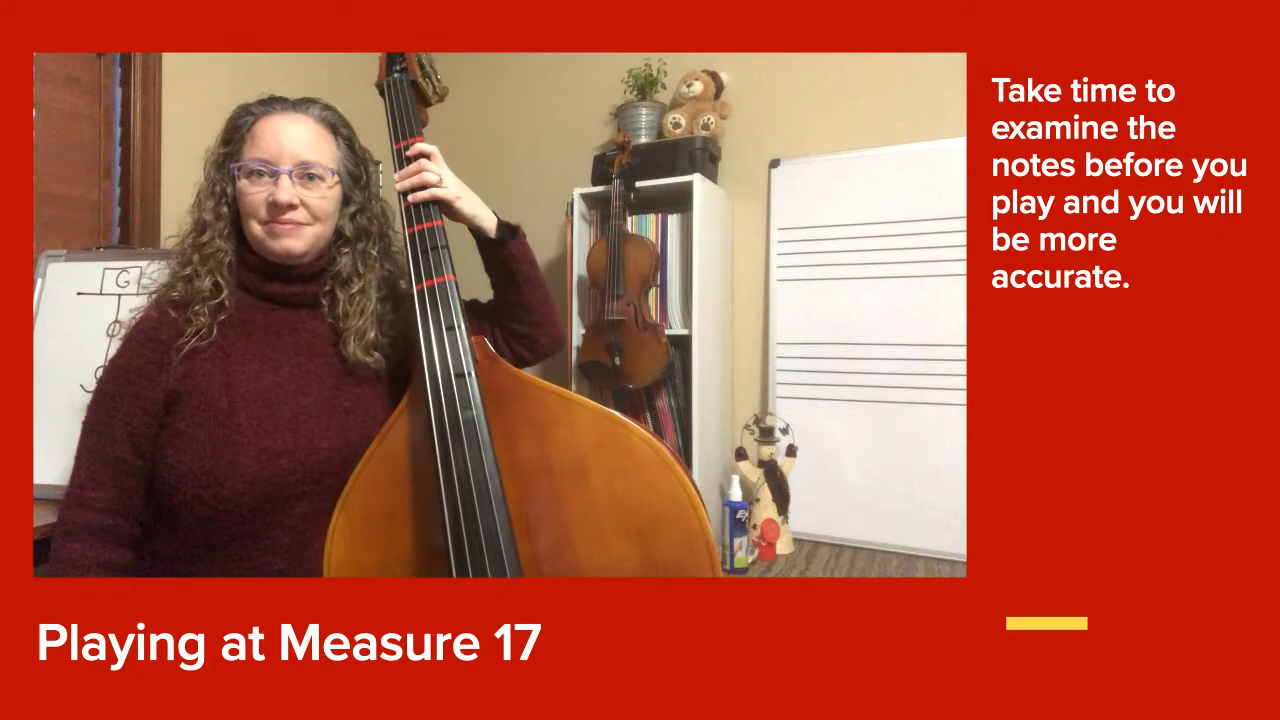 Take time to
examine the
notes before you
play and you will
be more
accurate.
G
Playing at Measure 17